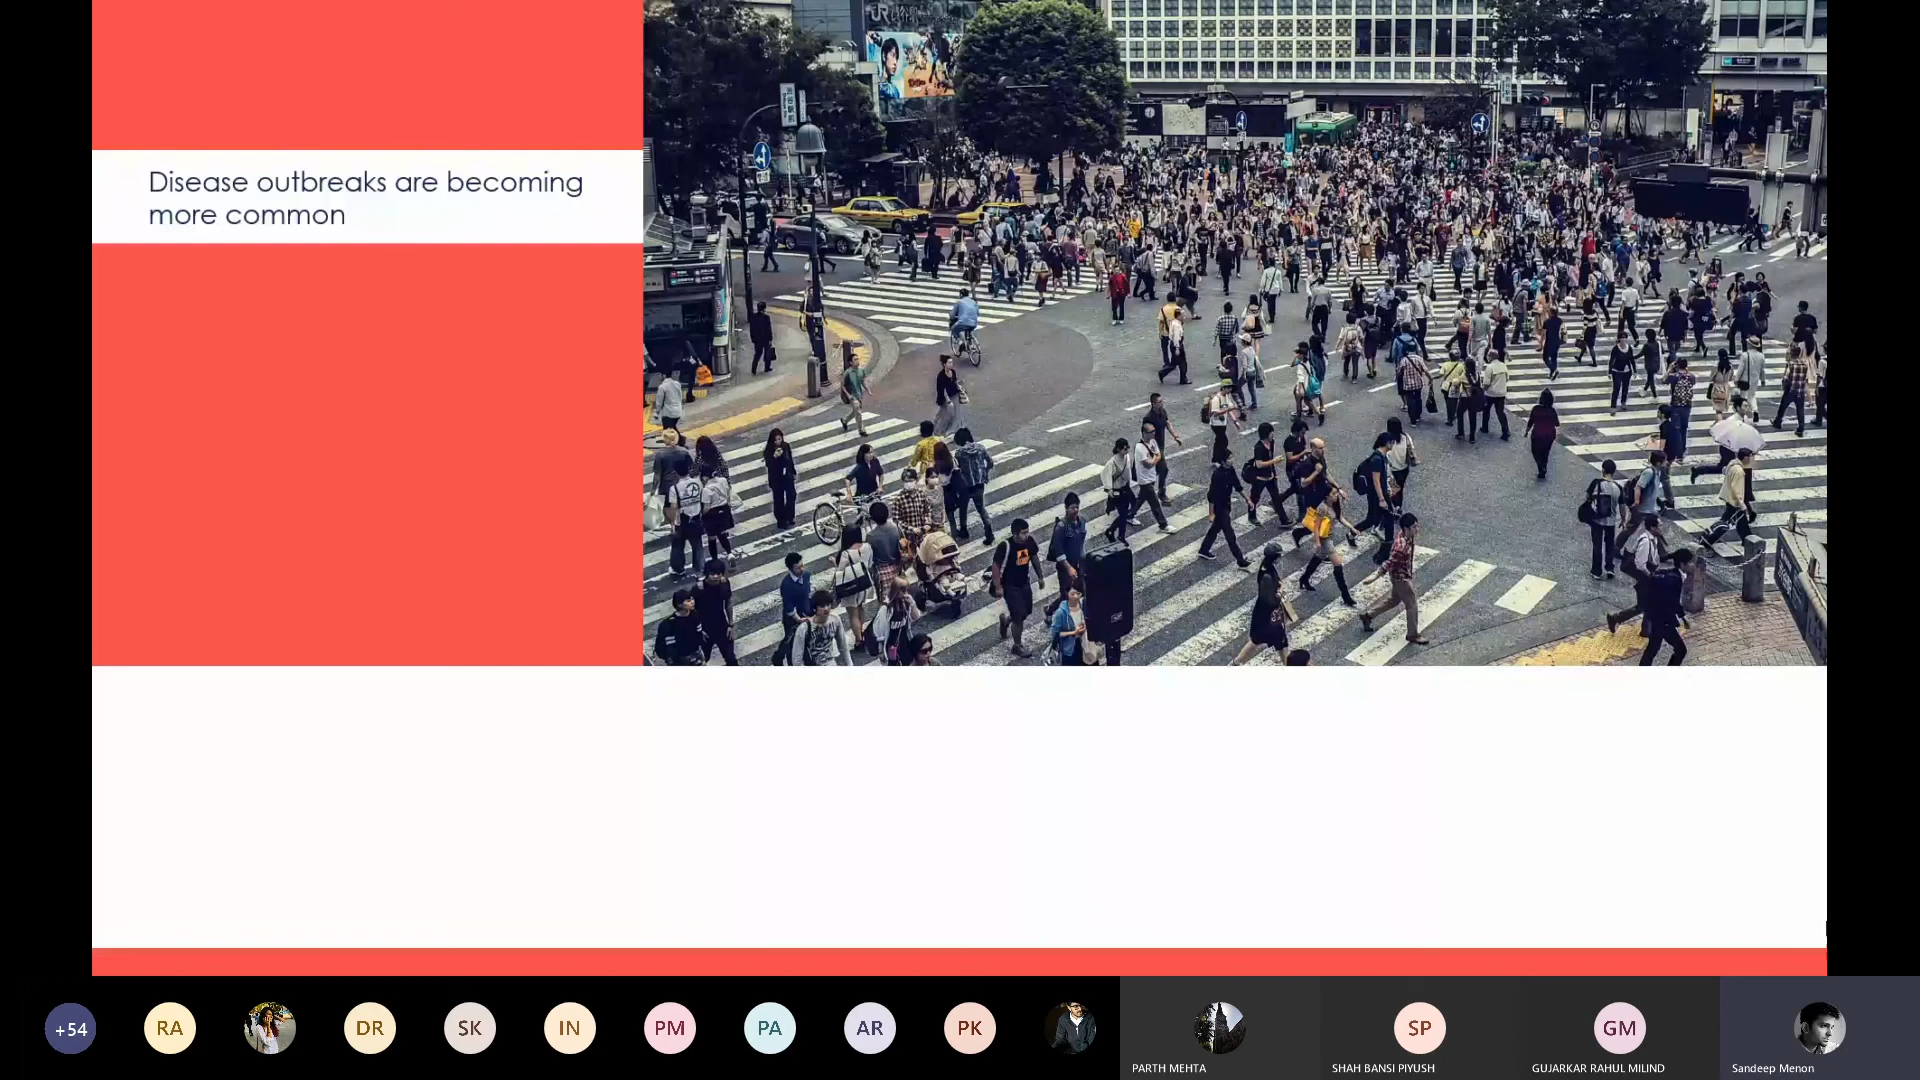 Disease outbreaks are becoming
more common
JR
+54
RA
DR
SK
IN
PM
PA
AR
PK
SP
GM
PARTH MEHTA
SHAH BANSI PIYUSH
GUJARKAR RAHUL MILIND
Sandeep Menon